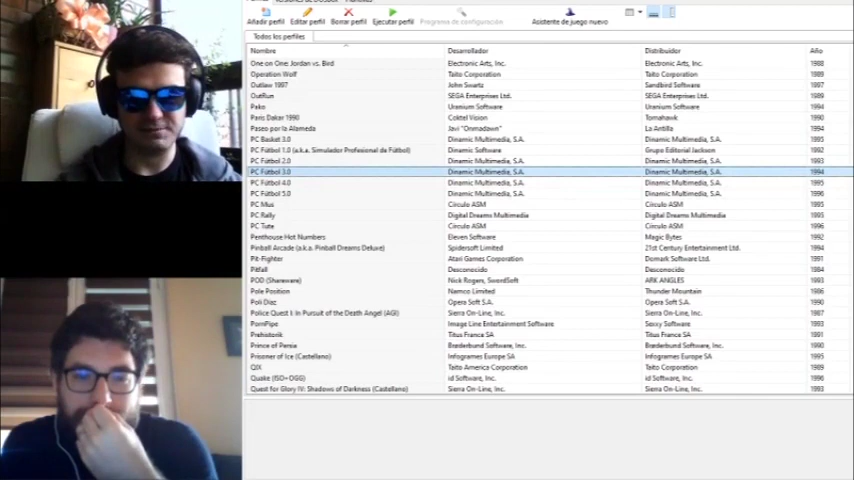 Añadir perfil Editar perfil Borrar perfil Ejecutar perfil Programa de configuración Asistente de juego nuevo
Todos los perfiles
Nombre Desarrollador Distribuidor Año
One on One: Jordan vs. Bird Electronic Arts, Inc. Electronic Arts, Inc. 1988
Operation Wolf Taito Corporation Taito Corporation 1989
Outlaw 1997 John Swartz Sandbird Software 1997
OutRun SEGA Enterprises Ltd. SEGA Enterprises Ltd. 1989
Pako Uranium Software Uranium Software 1994
Paris Dakar 1990 Coktel Vision Tomahawk 1990
Paseo por la Alameda Javi "Onmadawn" La Antilla 1994
PC Basket 3.0 Dinamic Multimedia, S.A. Dinamic Multimedia, S.A. 1995
PC Fútbol 1.0 (a.k.a. Simulador Profesional de Fútbol) Dinamic Software Grupo Editorial Jackson 1992
PC Fútbol 2.0 Dinamic Multimedia, S.A. Dinamic Multimedia, S.A. 1993
PC Fútbol 3.0 Dinamic Multimedia, S.A. Dinamic Multimedia, S.A. 1994
PC Fútbol 4.0 Dinamic Multimedia, S.A. Dinamic Multimedia, S.A. 1995
PC Fútbol 5.0 Dinamic Multimedia, S.A. Dinamic Multimedia, S.A. 1996
PC Mus Círculo ASM Círculo ASM 1995
PC Rally Digital Dreams Multimedia Digital Dreams Multimedia 1995
PC Tute Círculo ASM Círculo ASM 1996
Penthouse Hot Numbers Eleven Software Magic Bytes 1992
Pinball Arcade (a.k.a. Pinball Dreams Deluxe) Spidersoft Limited 21st Century Entertainment Ltd. 1994
Pit-Fighter Atari Games Corporation Domark Software Ltd. 1991
Pitfall Desconocido Desconocido 1984
POD (Shareware) Nick Rogers, SwordSoft ARK ANGLES 1993
Pole Position Namco Limited Thunder Mountain 1986
Poli Díaz Opera Soft S.A. Opera Soft S.A. 1990
Police Quest I: In Pursuit of the Death Angel (AGI) Sierra On-Line, Inc. Sierra On-Line, Inc. 1987
PornPipe Image Line Entertainment Software Sexxy Software 1993
Prehistorik Titus France SA Titus France SA 1991
Prince of Persia Brøderbund Software, Inc. Brøderbund Software, Inc. 1990
Prisoner of Ice (Castellano) Infogrames Europe SA Infogrames Europe SA 1995
QIX Taito America Corporation Taito Corporation 1989
Quake (ISO+OGG) id Software, Inc. id Software, Inc. 1996
Quest for Glory IV: Shadows of Darkness (Castellano) Sierra On-Line, Inc. Sierra On-Line, Inc. 1993